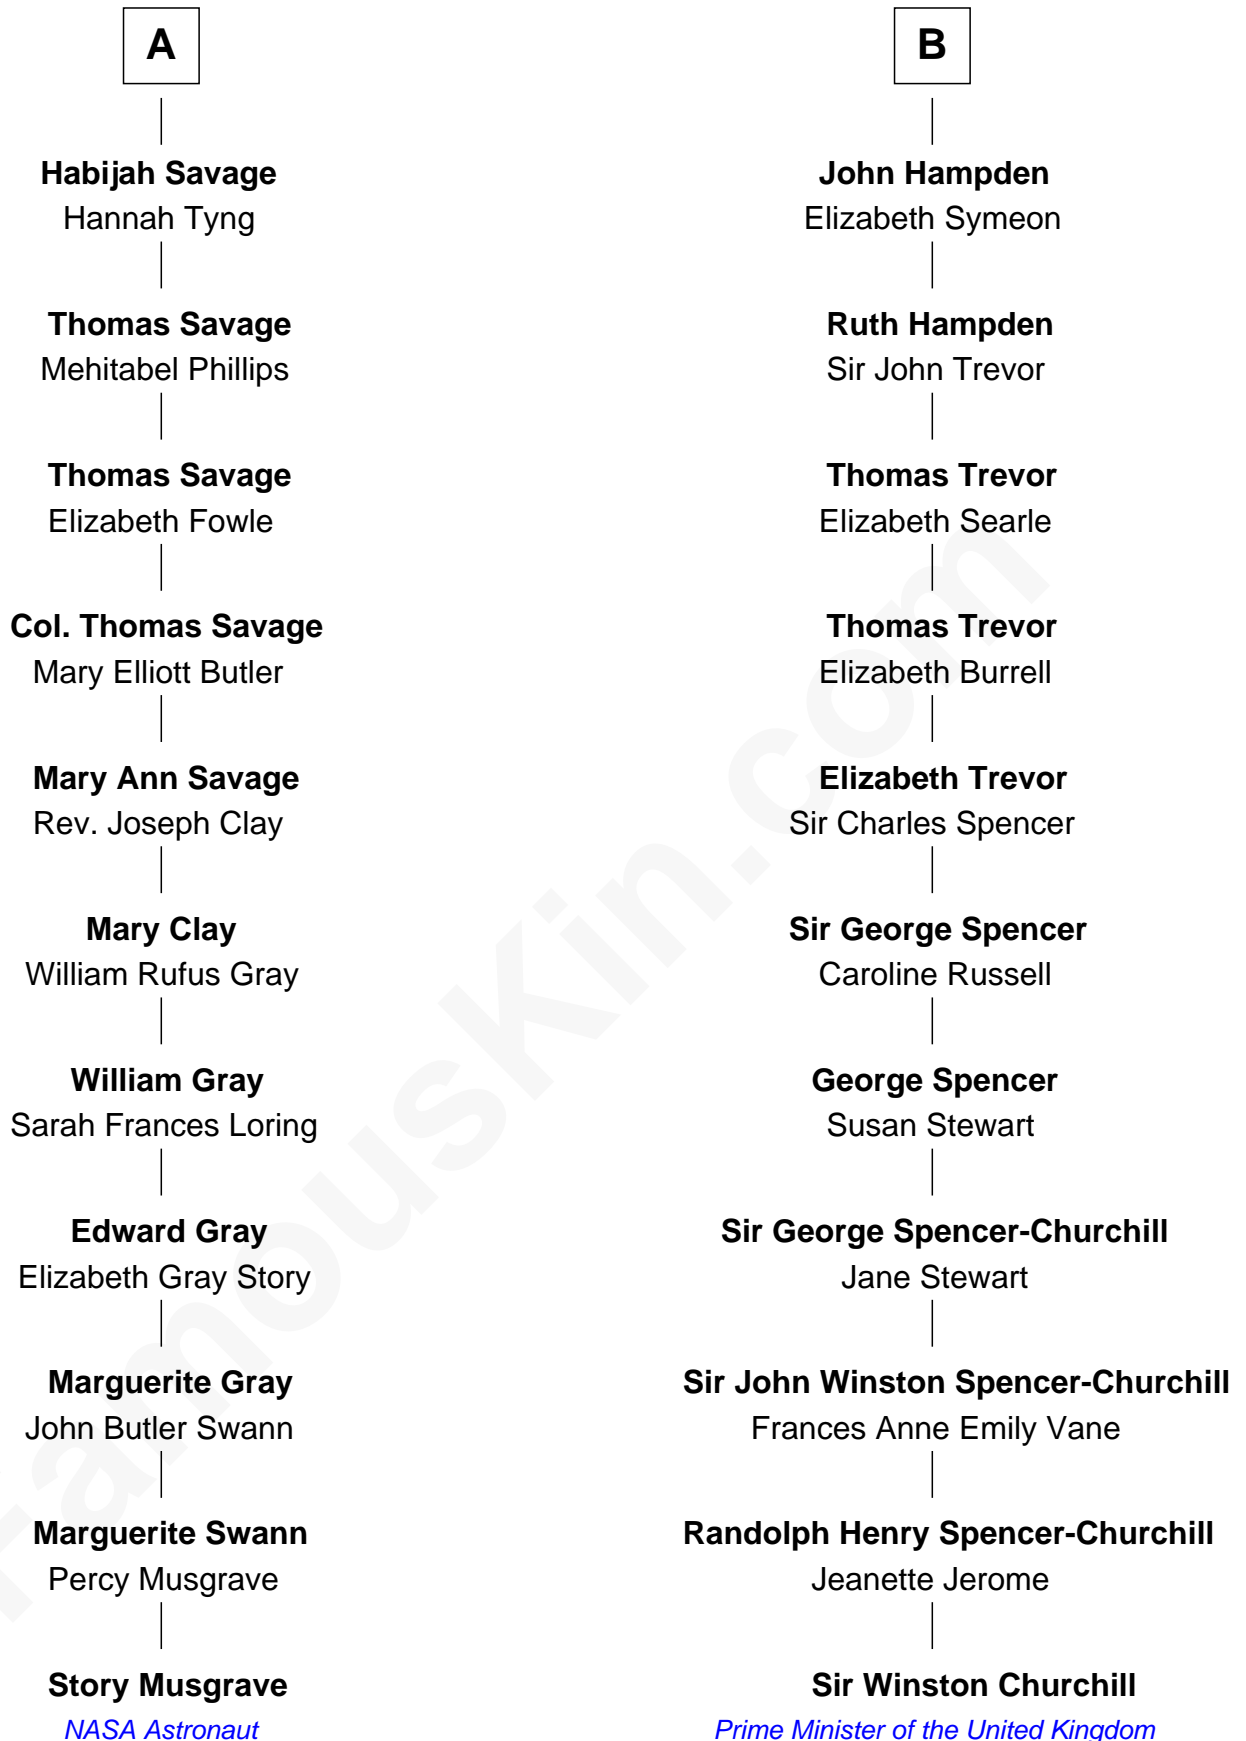 A
Habijah Savage
Hannah Tyng
Thomas Savage
Mehitabel Phillips
Thomas Savage
Elizabeth Fowle
Col. Thomas Savage
Mary Elliott Butler
Mary Ann Savage
Rev. Joseph Clay
Mary Clay
William Rufus Gray
William Gray
Sarah Frances Loring
Edward Gray
Elizabeth Gray Story
Marguerite Gray
John Butler Swann
Marguerite Swann
Percy Musgrave
Story Musgrave
NASA Astronaut
B
John Hampden
Elizabeth Symeon
Ruth Hampden
Sir John Trevor
Thomas Trevor
Elizabeth Searle
Thomas Trevor
Elizabeth Burrell
Elizabeth Trevor
Sir Charles Spencer
Sir George Spencer
Caroline Russell
George Spencer
Susan Stewart
Sir George Spencer-Churchill
Jane Stewart
Sir John Winston Spencer-Churchill
Frances Anne Emily Vane
Randolph Henry Spencer-Churchill
Jeanette Jerome
Sir Winston Churchill
Prime Minister of the United Kingdom
FamousKin.com